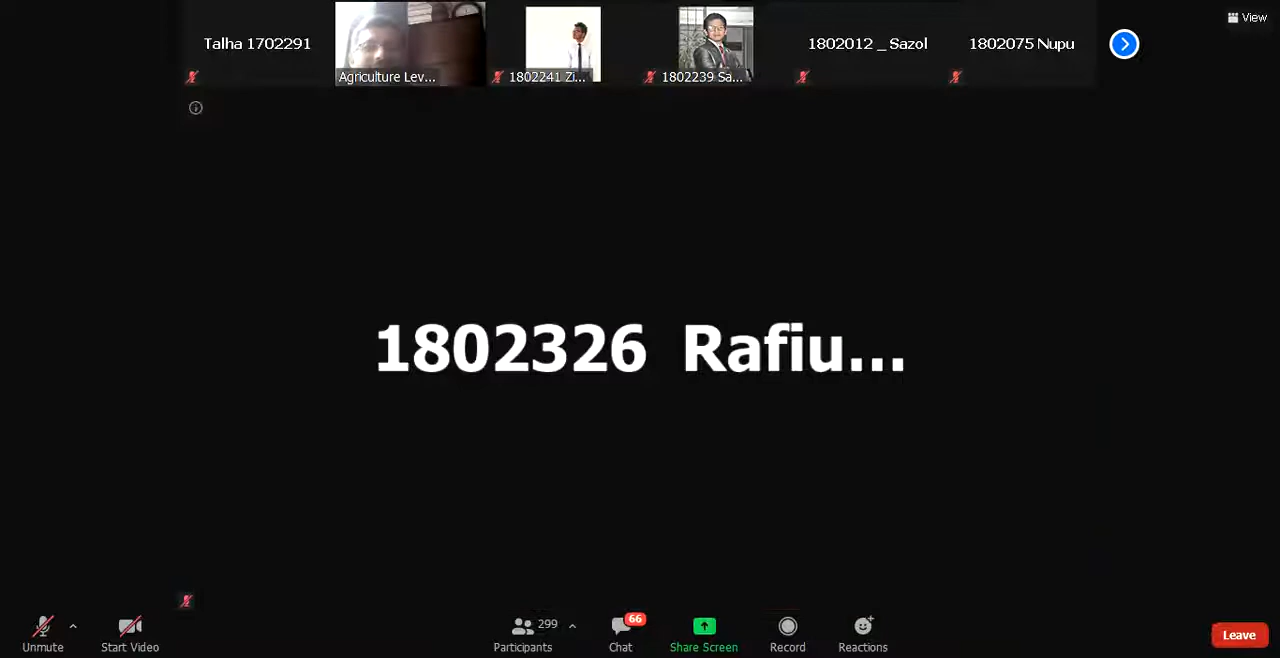 Talha 1702291
Agriculture Lev...
1802241 Zi...
1802239 Sa...
1802012 _ Sazol
1802075 Nupu
View
1802326 Rafiu...
Unmute
Start Video
Participants
299
Chat
66
Share Screen
Record
Reactions
Leave